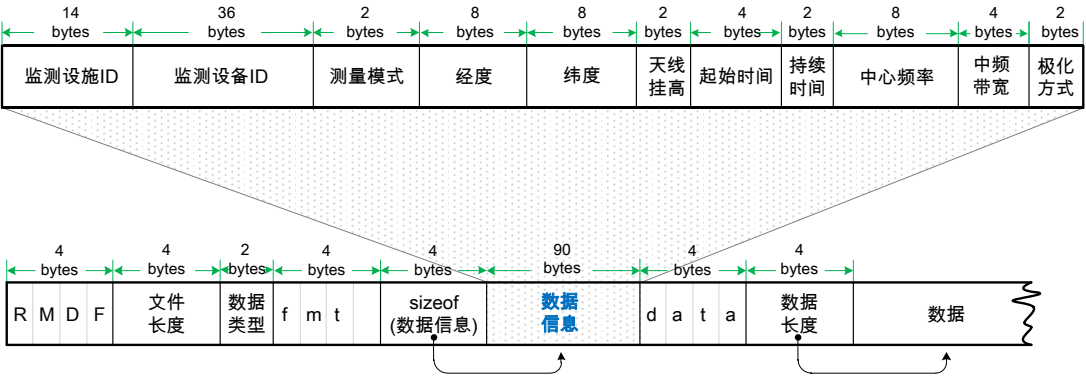 14 36 2 8 8 2 4 2 8 4 2
bytes bytes bytes bytes bytes bytes bytes bytes bytes bytes bytes
监测设施ID 监测设备ID 测量模式 经度 纬度 天线 起始时间 持续 中心频率 中频 极化
挂高 时间 带宽 方式
4 4 2 4 4 90 4 4
bytes bytes bytes bytes bytes bytes bytes bytes
R M D F 文件 数据 f m t sizeof 数据 d a t a 数据 数据
长度 类型 (数据信息) 信息 长度